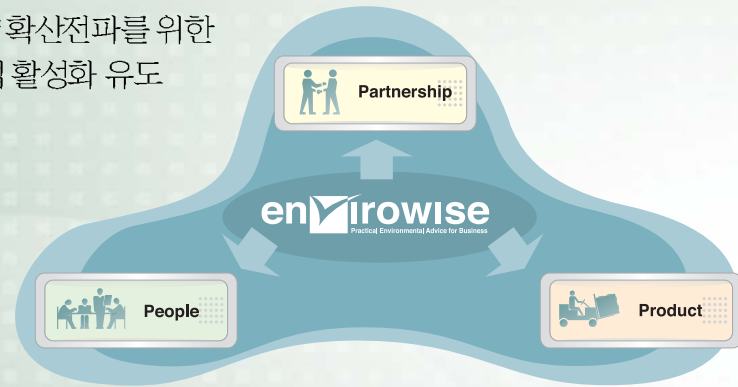 확산전파를 위한
활성화 유도
Partnership
envirowise
Practical Environmental Advice for Business
People
Product